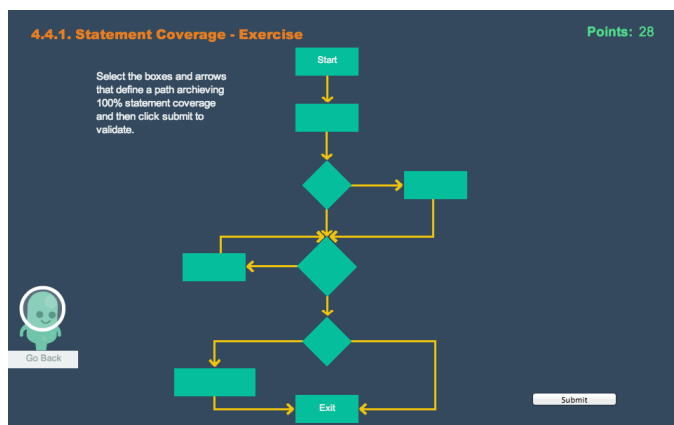 4.4.1. Statement Coverage - Exercise
Points: 28
Select the boxes and arrows
that define a path archieving
100% statement coverage
and then click submit to
validate.
Start
Go Back
Exit
Submit